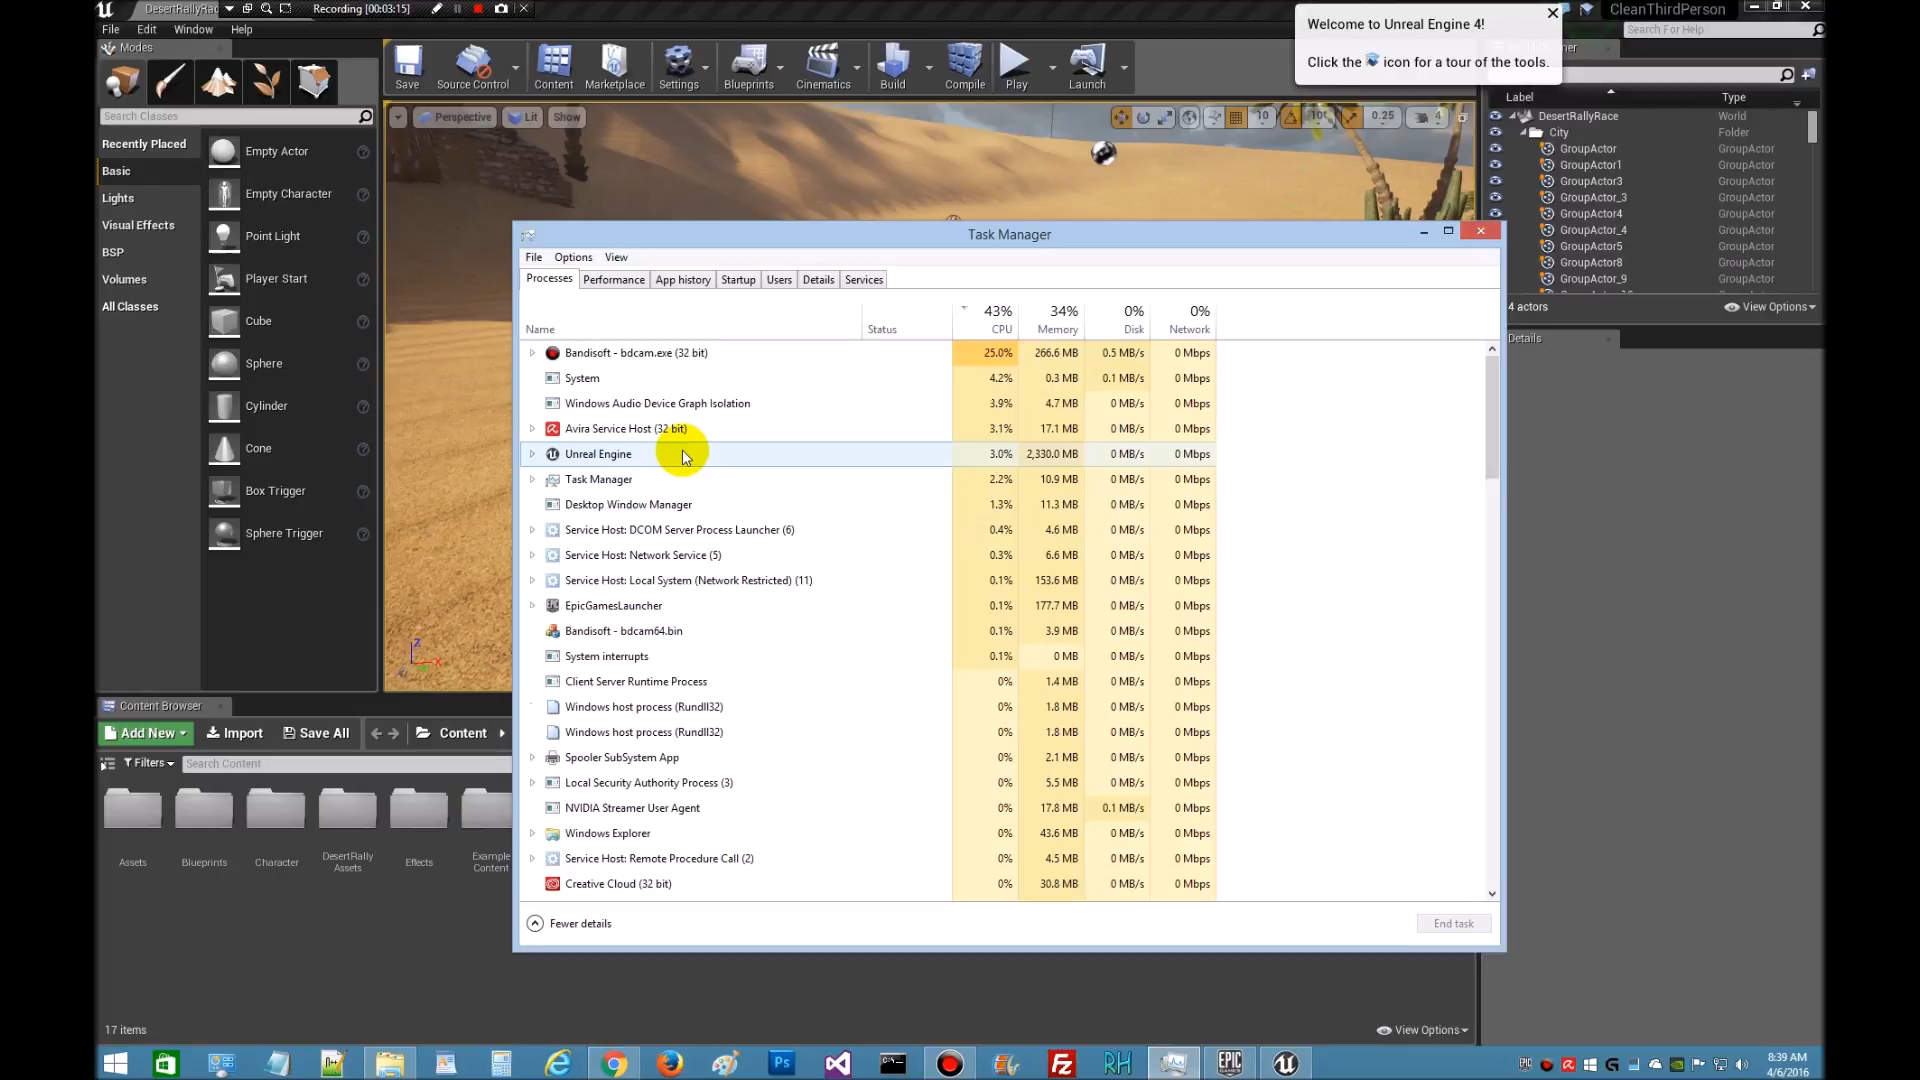 DesertRallyRac
Recording [00:03:15]
CleanThirdPerson
File Edit Window Help
Search For Help
Modes
Save Source Control Content Marketplace Settings Blueprints Cinematics Build Compile Play Launch
Welcome to Unreal Engine 4!
Click the icon for a tour of the tools.
Search Classes
Recently Placed
Basic
Lights
Visual Effects
BSP
Volumes
All Classes
Empty Actor
Empty Character
Point Light
Player Start
Cube
Sphere
Cylinder
Cone
Box Trigger
Sphere Trigger
Perspective Lit Show
10 10° 0.25 4
Label Type
DesertRallyRace World
City Folder
GroupActor GroupActor
GroupActor1 GroupActor
GroupActor3 GroupActor
GroupActor_3 GroupActor
GroupActor4 GroupActor
GroupActor_4 GroupActor
GroupActor5 GroupActor
GroupActor8 GroupActor
GroupActor_9 GroupActor
4 actors View Options
Details
Task Manager
File Options View
Processes Performance App history Startup Users Details Services
43% 34% 0% 0%
Name Status CPU Memory Disk Network
Bandisoft - bdcam.exe (32 bit) 25.0% 266.6 MB 0.5 MB/s 0 Mbps
System 4.2% 0.3 MB 0.1 MB/s 0 Mbps
Windows Audio Device Graph Isolation 3.9% 4.7 MB 0 MB/s 0 Mbps
Avira Service Host (32 bit) 3.1% 17.1 MB 0 MB/s 0 Mbps
Unreal Engine 3.0% 2,330.0 MB 0 MB/s 0 Mbps
Task Manager 2.2% 10.9 MB 0 MB/s 0 Mbps
Desktop Window Manager 1.3% 11.3 MB 0 MB/s 0 Mbps
Service Host: DCOM Server Process Launcher (6) 0.4% 4.6 MB 0 MB/s 0 Mbps
Service Host: Network Service (5) 0.3% 6.6 MB 0 MB/s 0 Mbps
Service Host: Local System (Network Restricted) (11) 0.1% 153.6 MB 0 MB/s 0 Mbps
EpicGamesLauncher 0.1% 177.7 MB 0 MB/s 0 Mbps
Bandisoft - bdcam64.bin 0.1% 3.9 MB 0 MB/s 0 Mbps
System interrupts 0.1% 0 MB 0 MB/s 0 Mbps
Client Server Runtime Process 0% 1.4 MB 0 MB/s 0 Mbps
Windows host process (Rundll32) 0% 1.8 MB 0 MB/s 0 Mbps
Windows host process (Rundll32) 0% 1.8 MB 0 MB/s 0 Mbps
Spooler SubSystem App 0% 2.1 MB 0 MB/s 0 Mbps
Local Security Authority Process (3) 0% 5.5 MB 0 MB/s 0 Mbps
NVIDIA Streamer User Agent 0% 17.8 MB 0.1 MB/s 0 Mbps
Windows Explorer 0% 43.6 MB 0 MB/s 0 Mbps
Service Host: Remote Procedure Call (2) 0% 4.5 MB 0 MB/s 0 Mbps
Creative Cloud (32 bit) 0% 30.8 MB 0 MB/s 0 Mbps
Fewer details End task
Z
X
Content Browser
Add New Import Save All Content
Filters Search Content
Assets Blueprints Character DesertRally Assets Effects Example Content
17 items View Options
Ps
FZ
RH
EPIC GAMES
8:39 AM
4/6/2016